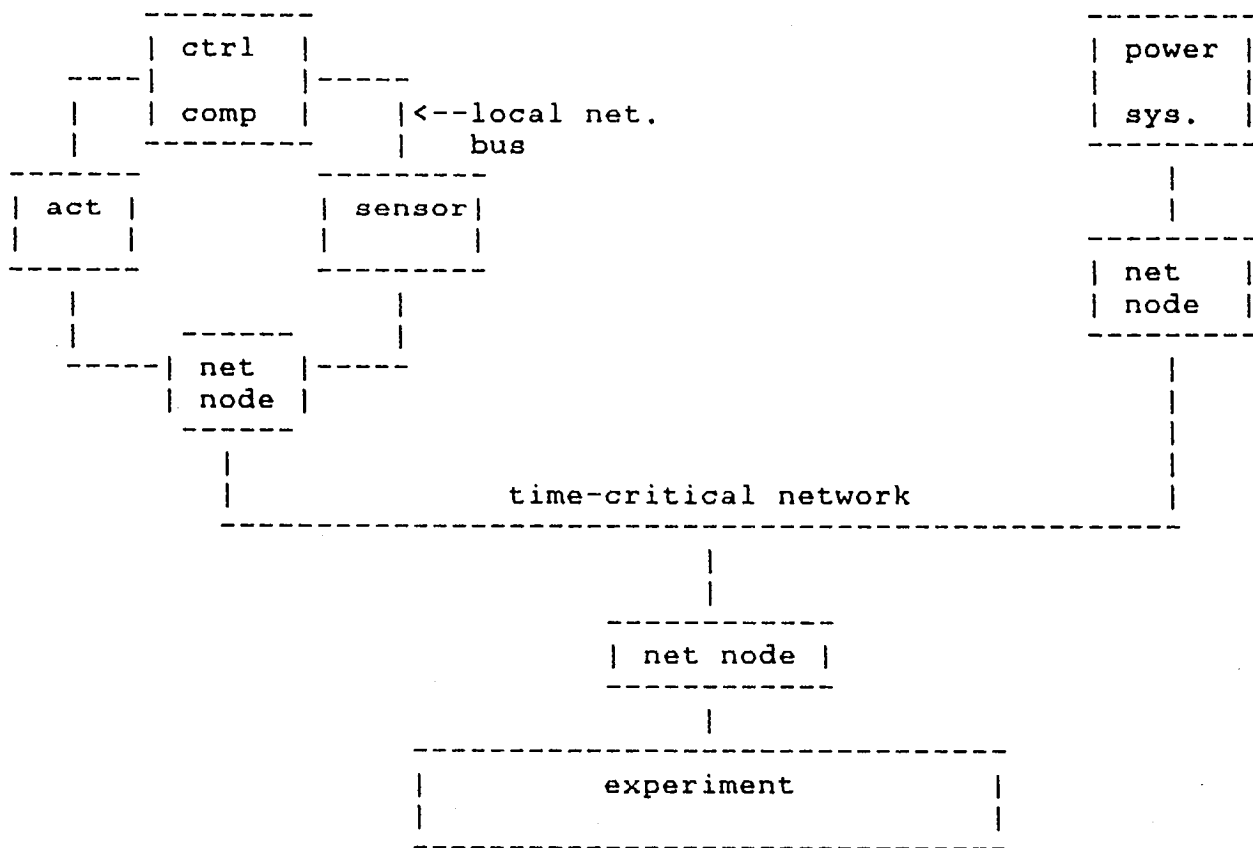 ctrl
comp
power
sys.
<--local net.
bus
act
sensor
net
node
net
node
time-critical network
net node
experiment